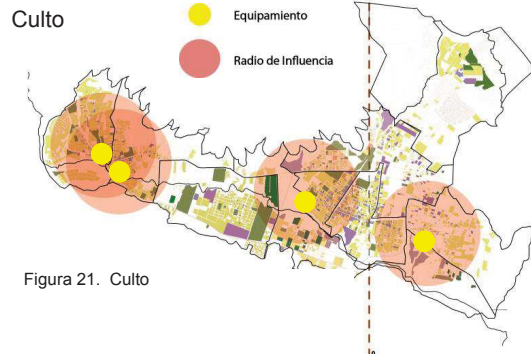 Culto
Equipamiento
Radio de Influencia
Figura 21. Culto